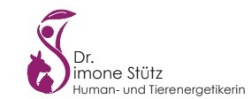 Dr.
Simone Stütz
Human- und Tierenergetikerin